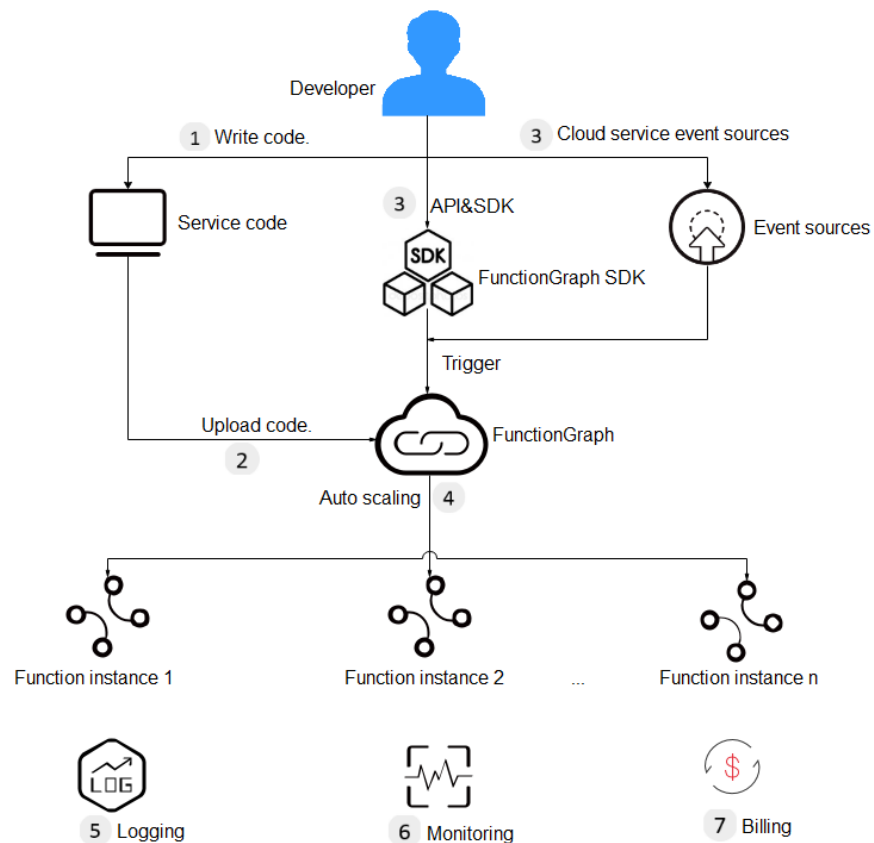 Developer
1 Write code.
3 Cloud service event sources
3 API&SDK
Service code
Event sources
SDK
FunctionGraph SDK
Trigger
Upload code.
2
FunctionGraph
Auto scaling 4
Function instance 1
Function instance 2
...
Function instance n
LOG
$
5 Logging
6 Monitoring
7 Billing